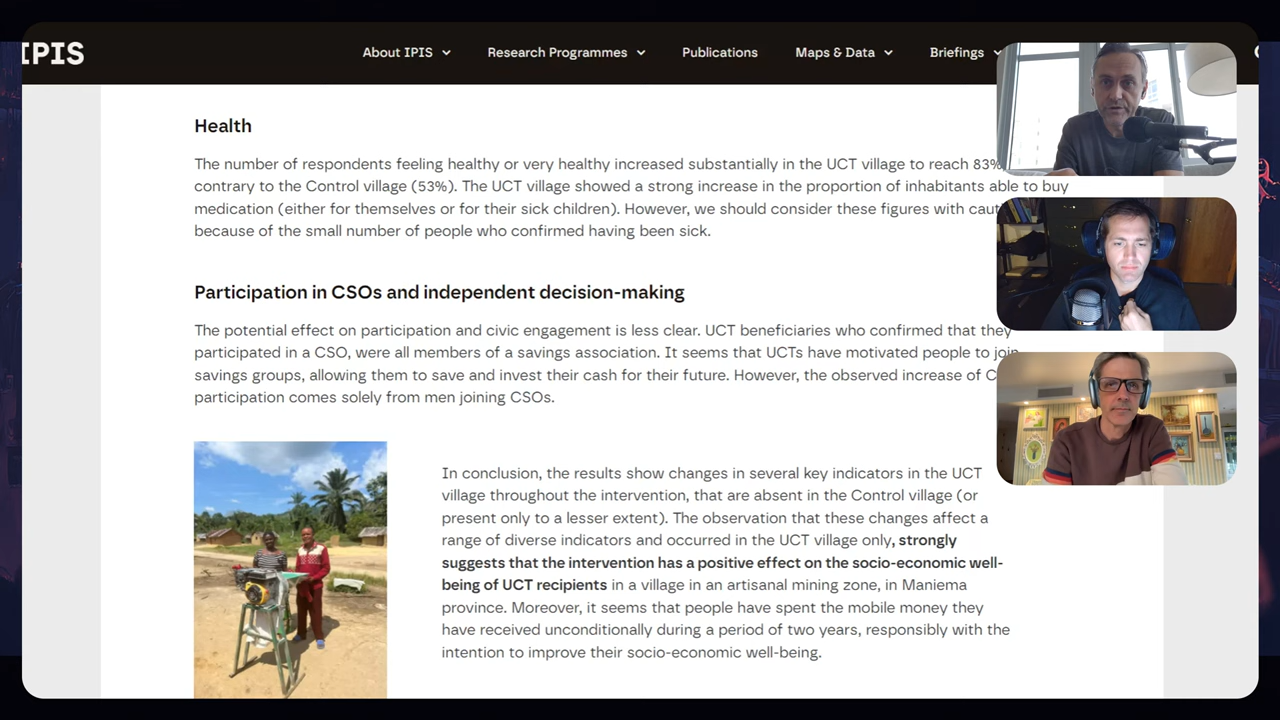 IPIS
About IPIS
Research Programmes
Publications
Maps & Data
Briefings
Health
The number of respondents feeling healthy or very healthy increased substantially in the UCT village to reach 83%
contrary to the Control village (53%). The UCT village showed a strong increase in the proportion of inhabitants able to buy
medication (either for themselves or for their sick children). However, we should consider these figures with
because of the small number of people who confirmed having been sick.
Participation in CSOs and independent decision-making
The potential effect on participation and civic engagement is less clear. UCT beneficiaries who confirmed that they
participated in a CSO, were all members of a savings association. It seems that UCTs have motivated people to join
savings groups, allowing them to save and invest their cash for their future. However, the observed increase of
participation comes solely from men joining CSOs.
In conclusion, the results show changes in several key indicators in the UCT
village throughout the intervention, that are absent in the Control village (or
present only to a lesser extent). The observation that these changes affect a
range of diverse indicators and occurred in the UCT village only, strongly
suggests that the intervention has a positive effect on the socio-economic well-
being of UCT recipients in a village in an artisanal mining zone, in Maniema
province. Moreover, it seems that people have spent the mobile money they
have received unconditionally during a period of two years, responsibly with the
intention to improve their socio-economic well-being.